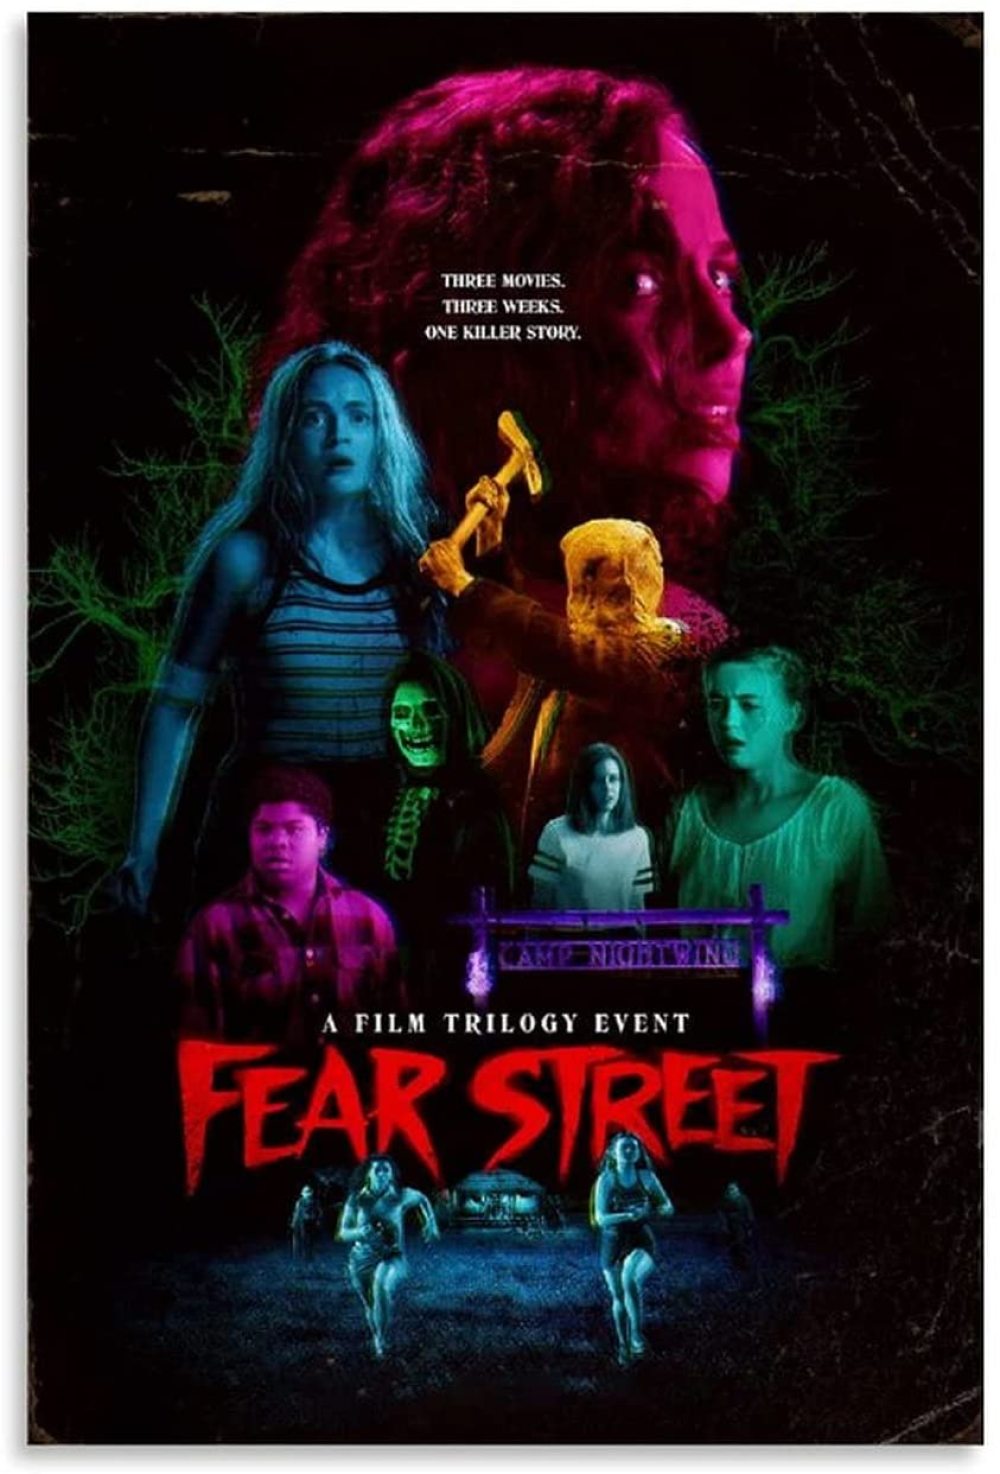 THREE MOVIES.
THREE WEEKS.
ONE KILLER STORY.
CAMP NIGHTWING
A FILM TRILOGY EVENT
FEAR STREET